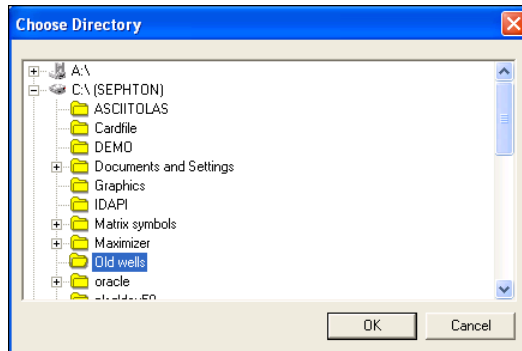 Choose Directory
A:\
C:\ (SEPHTON)
ASCIITOLAS
Cardfile
DEMO
Documents and Settings
Graphics
IDAPI
Matrix symbols
Maximizer
Old wells
oracle
OK Cancel